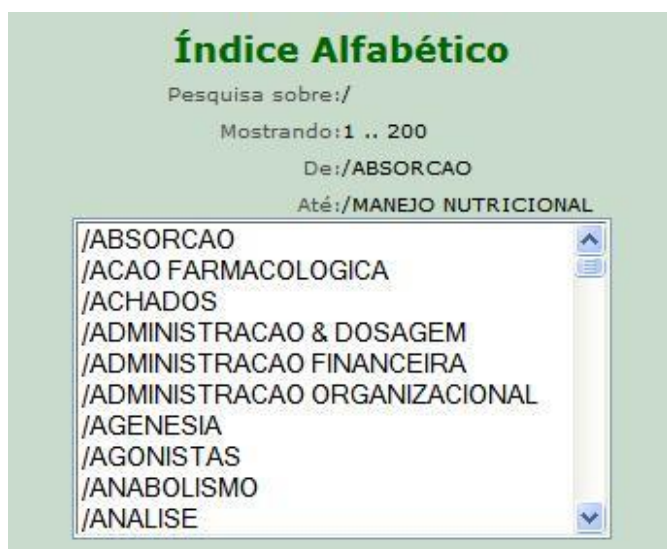 Índice Alfabético
Pesquisa sobre:/
Mostrando:1 .. 200
De:/ABSORCAO
Até:/MANEJO NUTRICIONAL
/ABSORCAO
/ACAO FARMACOLOGICA
/ACHADOS
/ADMINISTRACAO & DOSAGEM
/ADMINISTRACAO FINANCEIRA
/ADMINISTRACAO ORGANIZACIONAL
/AGENESIA
/AGONISTAS
/ANABOLISMO
/ANALISE